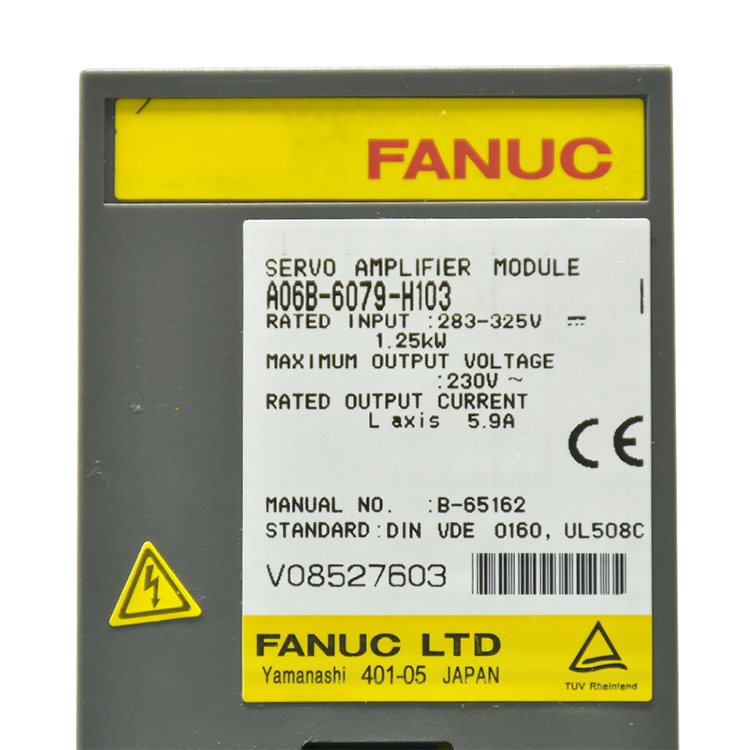 FANUC
SERVO AMPLIFIER MODULE
A06B-6079-H103
RATED INPUT :283-325V ⎓
1.25kW
MAXIMUM OUTPUT VOLTAGE
:230V ~
RATED OUTPUT CURRENT
L axis 5.9A
CE
MANUAL NO. :B-65162
STANDARD:DIN VDE 0160, UL508C
V08527603
FANUC LTD
Yamanashi 401-05 JAPAN
TUV Rheinland